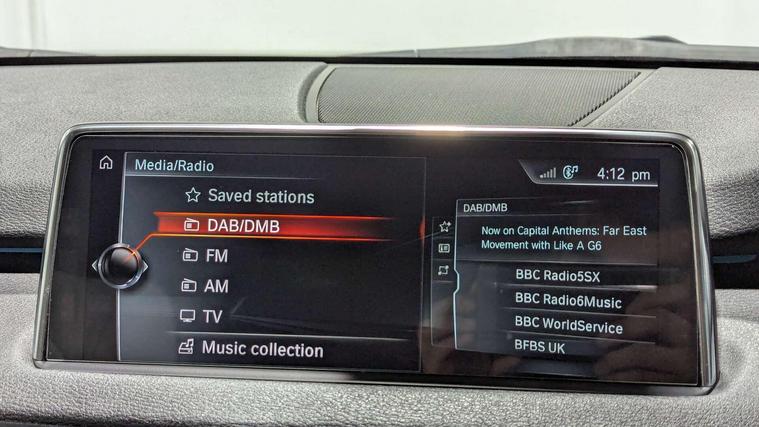 Media/Radio
Saved stations
DAB/DMB
FM
AM
TV
Music collection
4:12 pm
DAB/DMB
Now on Capital Anthems: Far East
Movement with Like A G6
BBC Radio5SX
BBC Radio6Music
BBC WorldService
BFBS UK